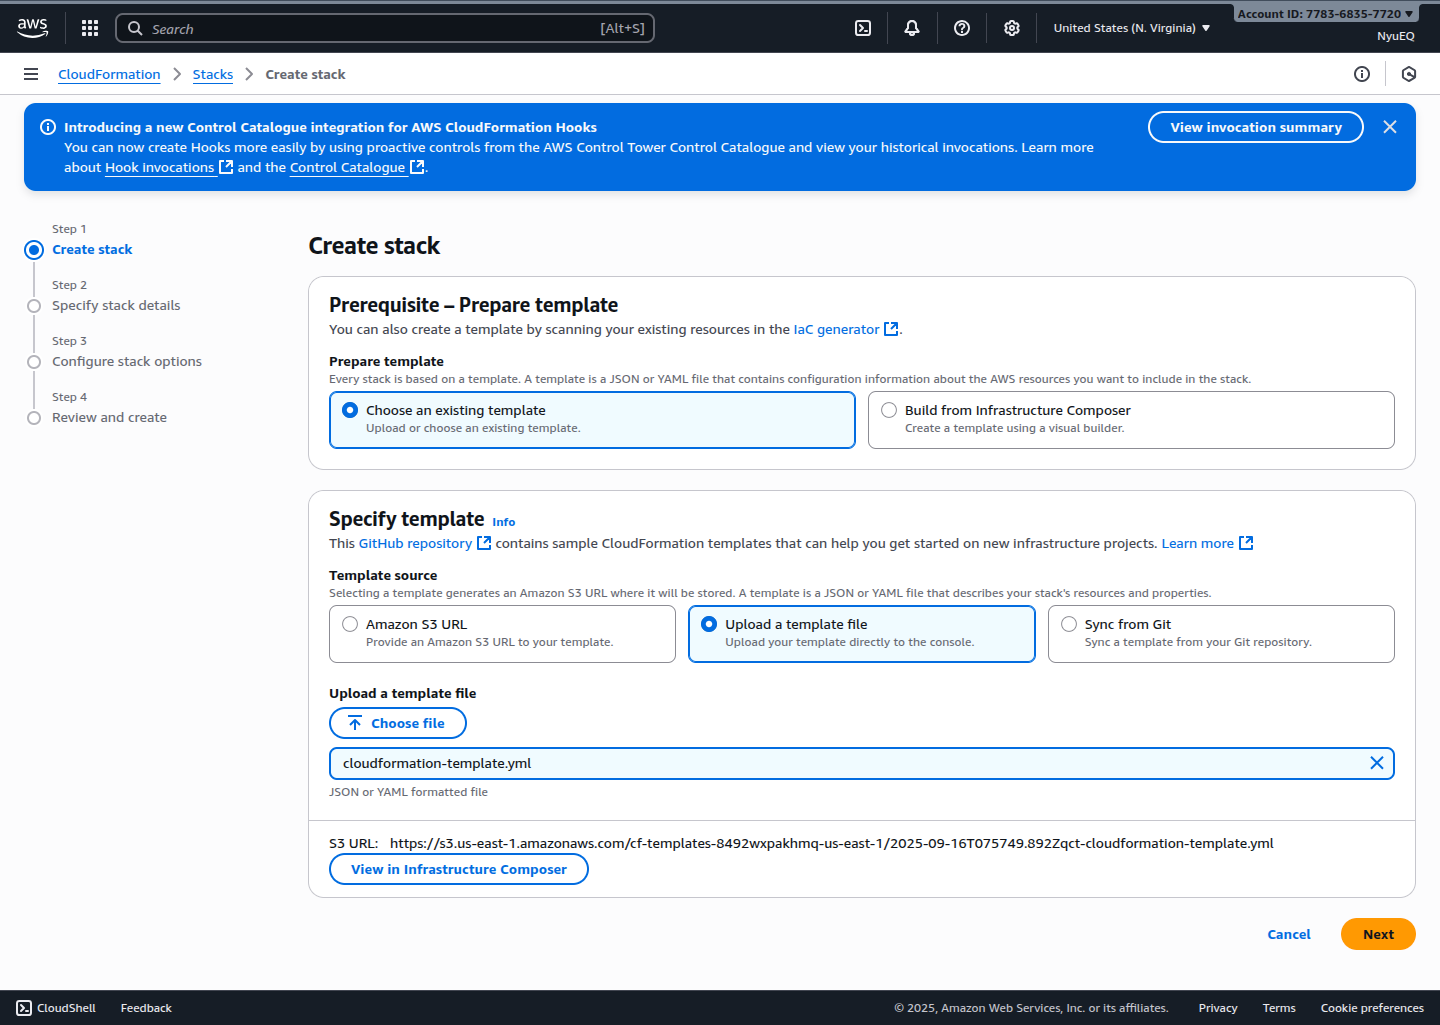 aws
Search [Alt+S]
United States (N. Virginia)
Account ID: 7783-6835-7720
NyuEQ
CloudFormation > Stacks > Create stack
Introducing a new Control Catalogue integration for AWS CloudFormation Hooks
You can now create Hooks more easily by using proactive controls from the AWS Control Tower Control Catalogue and view your historical invocations. Learn more
about Hook invocations and the Control Catalogue.
View invocation summary
Step 1
Create stack
Step 2
Specify stack details
Step 3
Configure stack options
Step 4
Review and create
Create stack
Prerequisite – Prepare template
You can also create a template by scanning your existing resources in the IaC generator.
Prepare template
Every stack is based on a template. A template is a JSON or YAML file that contains configuration information about the AWS resources you want to include in the stack.
Choose an existing template
Upload or choose an existing template.
Build from Infrastructure Composer
Create a template using a visual builder.
Specify template Info
This GitHub repository contains sample CloudFormation templates that can help you get started on new infrastructure projects. Learn more
Template source
Selecting a template generates an Amazon S3 URL where it will be stored. A template is a JSON or YAML file that describes your stack's resources and properties.
Amazon S3 URL
Provide an Amazon S3 URL to your template.
Upload a template file
Upload your template directly to the console.
Sync from Git
Sync a template from your Git repository.
Upload a template file
Choose file
cloudformation-template.yml
JSON or YAML formatted file
S3 URL: https://s3.us-east-1.amazonaws.com/cf-templates-8492wxpakhmq-us-east-1/2025-09-16T075749.892Zqct-cloudformation-template.yml
View in Infrastructure Composer
Cancel
Next
CloudShell Feedback
© 2025, Amazon Web Services, Inc. or its affiliates. Privacy Terms Cookie preferences